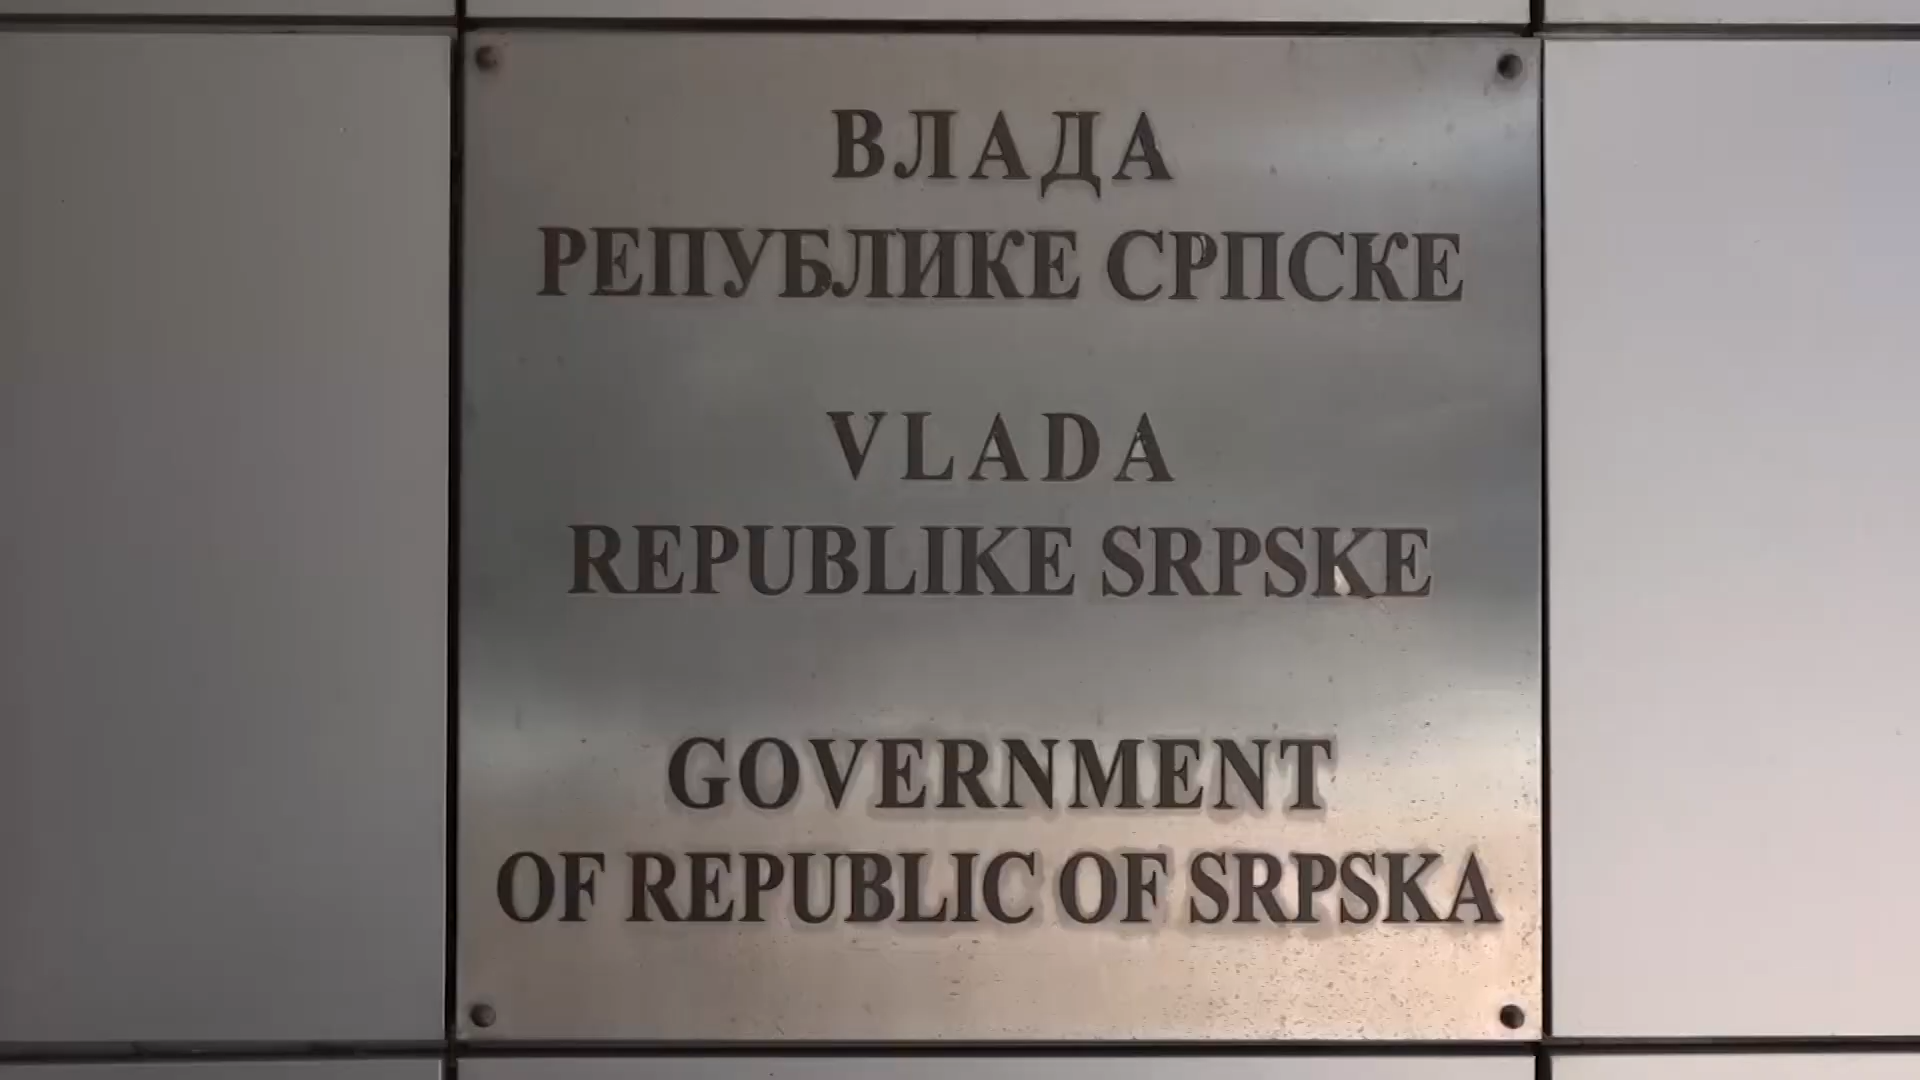 ВЛАДА
РЕПУБЛИКЕ СРПСКЕ
VLADA
REPUBLIKE SRPSKE
GOVERNMENT
OF REPUBLIC OF SRPSKA